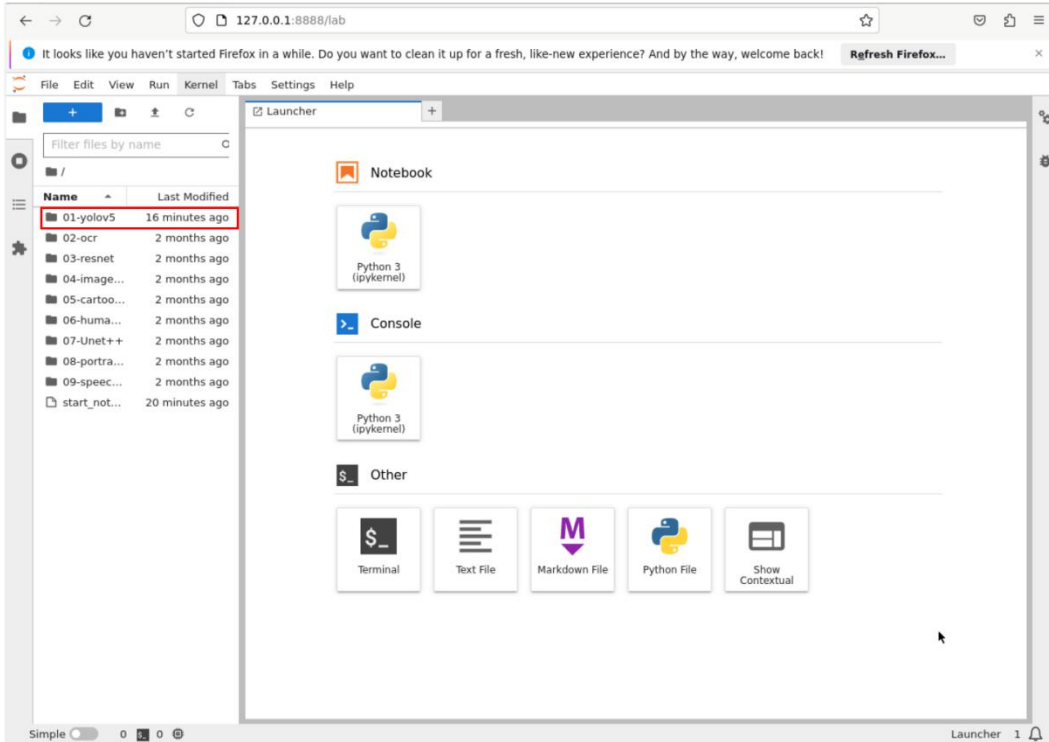 127.0.0.1:8888/lab
It looks like you haven't started Firefox in a while. Do you want to clean it up for a fresh, like-new experience? And by the way, welcome back! Refresh Firefox...
File Edit View Run Kernel Tabs Settings Help
Launcher
Filter files by name
/
Name Last Modified
01-yolov5 16 minutes ago
02-ocr 2 months ago
03-resnet 2 months ago
04-image... 2 months ago
05-cartoo... 2 months ago
06-huma... 2 months ago
07-Unet++ 2 months ago
08-portra... 2 months ago
09-speec... 2 months ago
start_not... 20 minutes ago
Notebook
Python 3
(ipykernel)
Console
Python 3
(ipykernel)
Other
$_
Terminal
Text File
M
Markdown File
Python File
Show
Contextual
Simple 0 $_ 0
Launcher 1